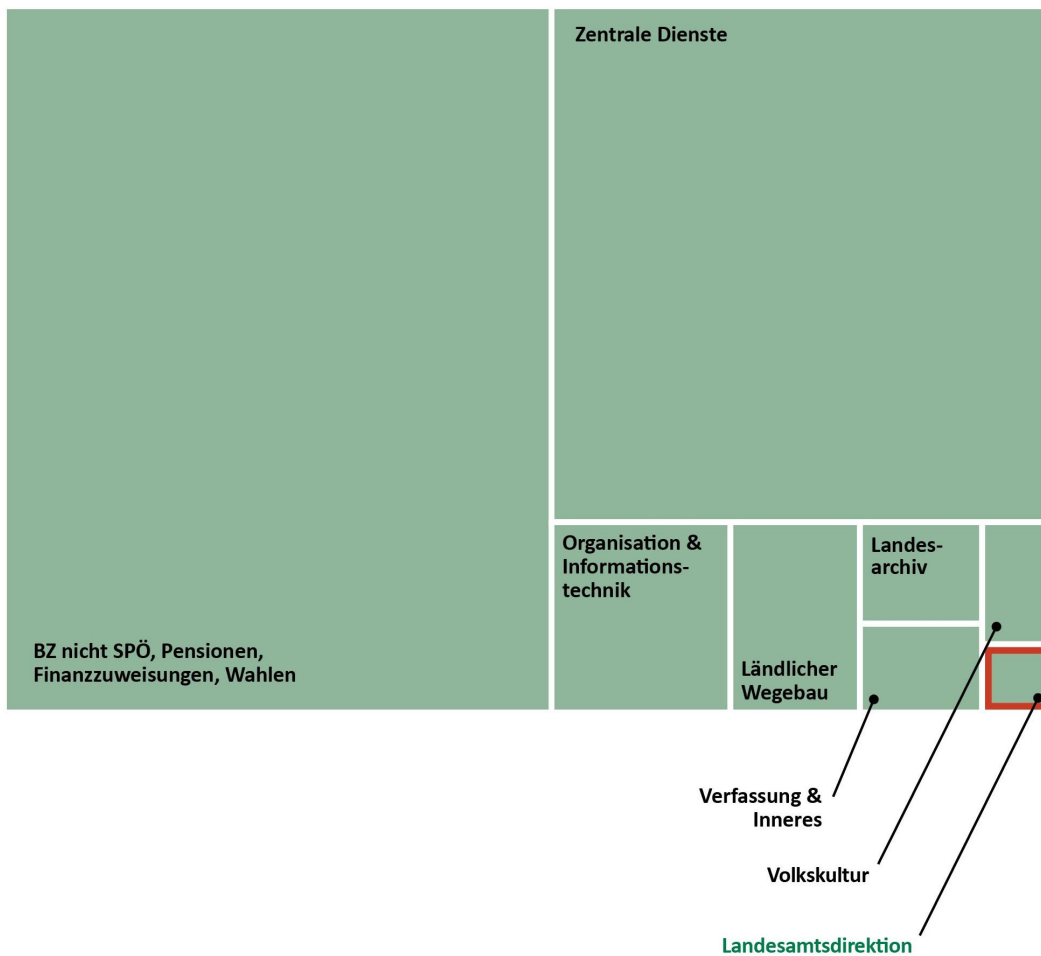 Zentrale Dienste
BZ nicht SPÖ, Pensionen,
Finanzzuweisungen, Wahlen
Organisation &
Informations-
technik
Ländlicher
Wegebau
Landes-
archiv
Verfassung &
Inneres
Volkskultur
Landesamtsdirektion